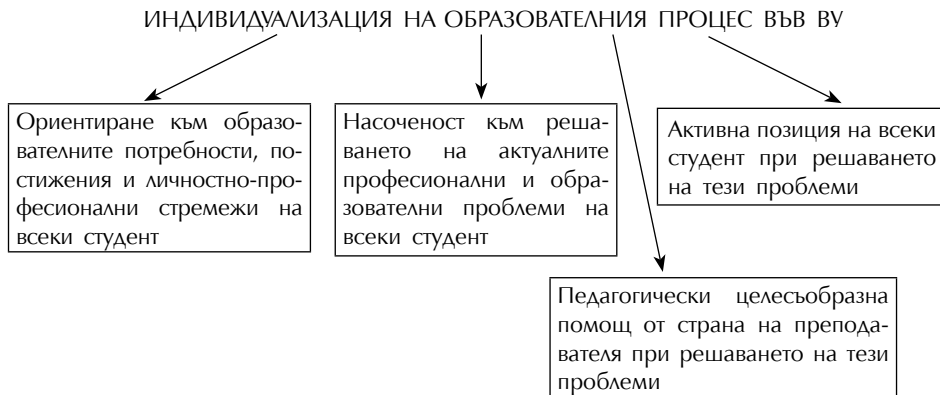 ИНДИВИДУАЛИЗАЦИЯ НА ОБРАЗОВАТЕЛНИЯ ПРОЦЕС ВЪВ ВУ
Ориентиране към образо-
вателните потребности, по-
стижения и личностно-про-
фесионални стремежи на
всеки студент
Насоченост към реша-
ването на актуалните
професионални и обра-
зователни проблеми на
всеки студент
Активна позиция на всеки
студент при решаването
на тези проблеми
Педагогически целесъобразна
помощ от страна на препода-
вателя при решаването на тези
проблеми